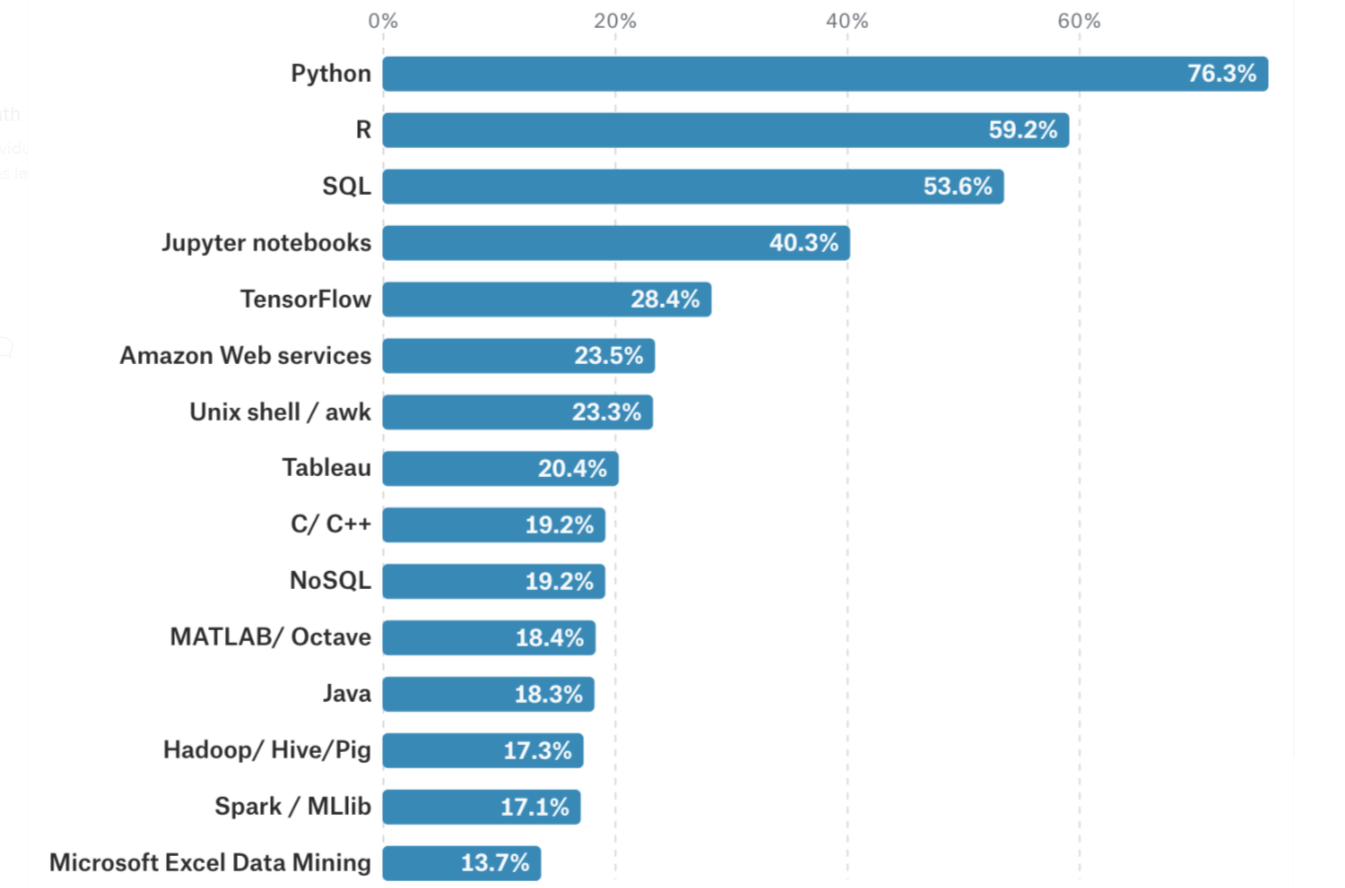 0% 20% 40% 60%
Python 76.3%
R 59.2%
SQL 53.6%
Jupyter notebooks 40.3%
TensorFlow 28.4%
Amazon Web services 23.5%
Unix shell / awk 23.3%
Tableau 20.4%
C/ C++ 19.2%
NoSQL 19.2%
MATLAB/ Octave 18.4%
Java 18.3%
Hadoop/ Hive/Pig 17.3%
Spark / MLlib 17.1%
Microsoft Excel Data Mining 13.7%